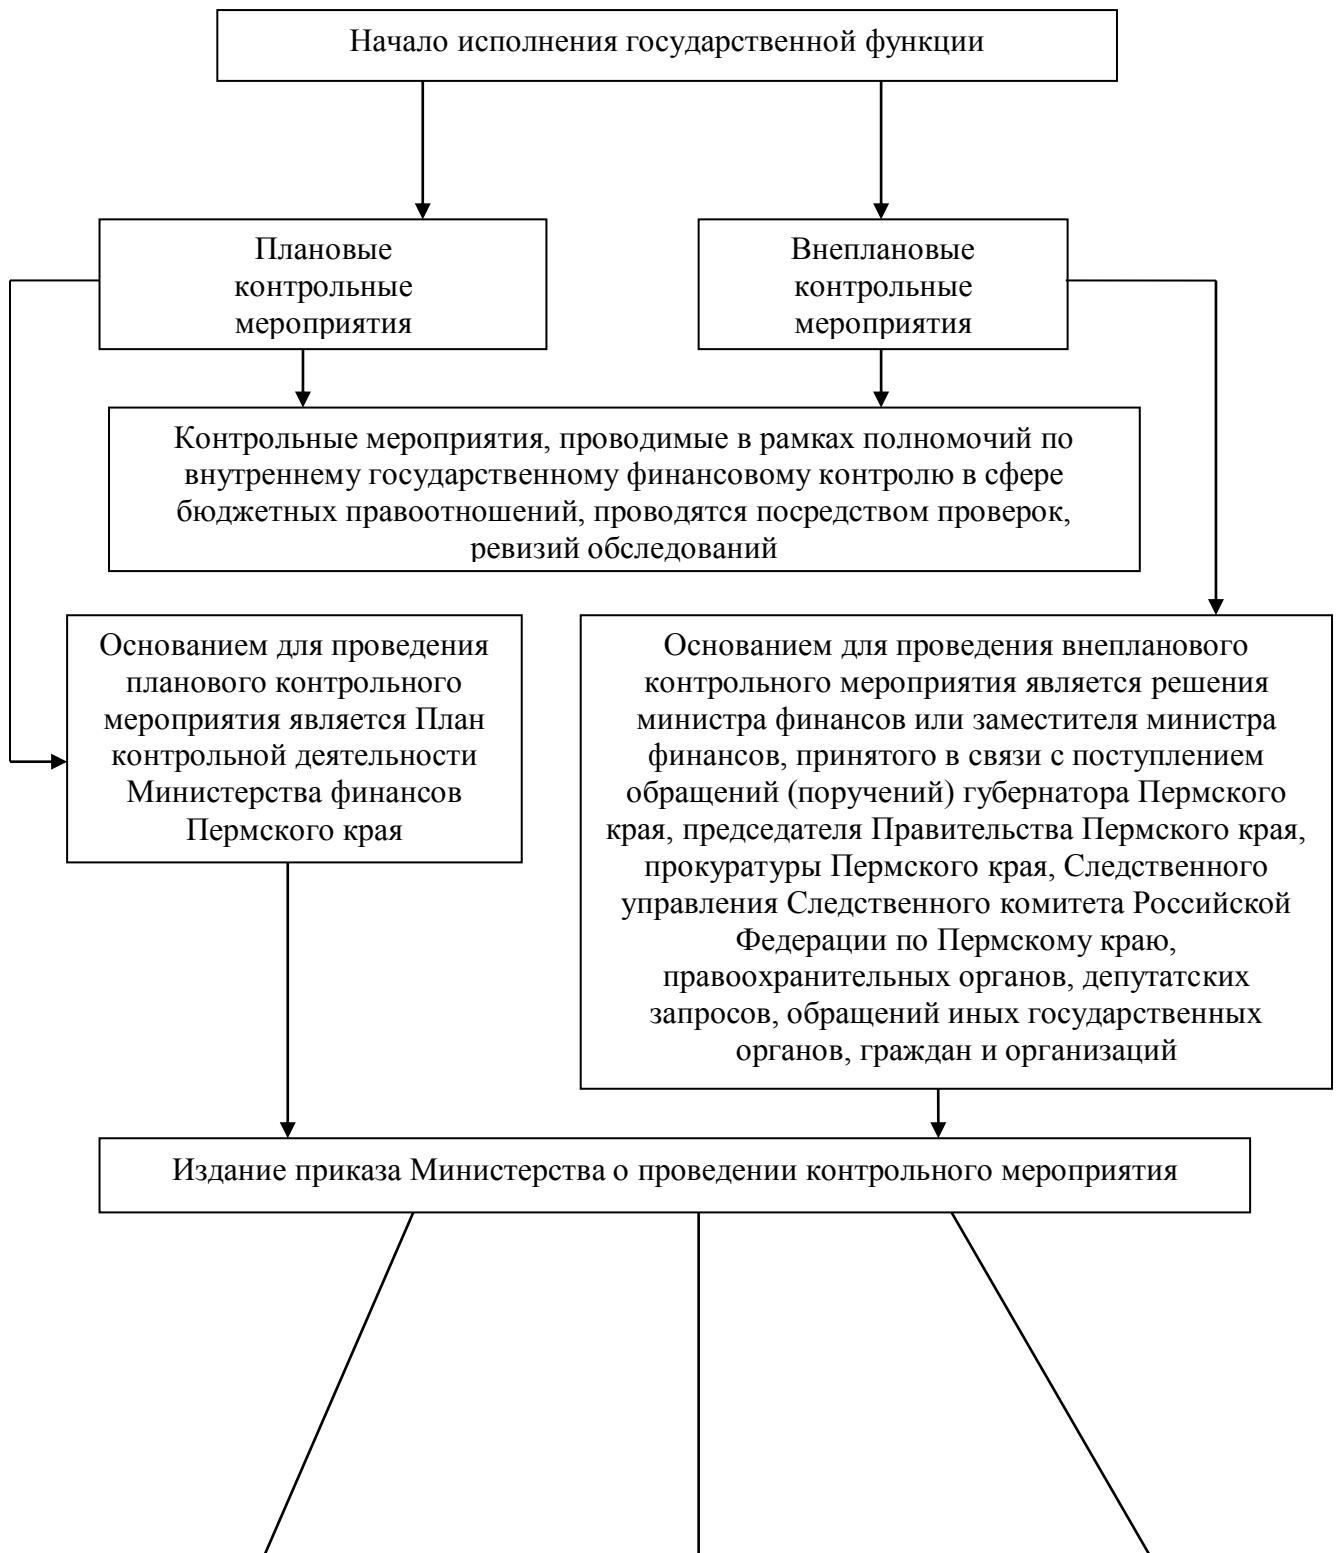 Начало исполнения государственной функции
Плановые
контрольные
мероприятия
Внеплановые
контрольные
мероприятия
Контрольные мероприятия, проводимые в рамках полномочий по
внутреннему государственному финансовому контролю в сфере
бюджетных правоотношений, проводятся посредством проверок,
ревизий обследований
Основанием для проведения
планового контрольного
мероприятия является План
контрольной деятельности
Министерства финансов
Пермского края
Основанием для проведения внепланового
контрольного мероприятия является решения
министра финансов или заместителя министра
финансов, принятого в связи с поступлением
обращений (поручений) губернатора Пермского
края, председателя Правительства Пермского края,
прокуратуры Пермского края, Следственного
управления Следственного комитета Российской
Федерации по Пермскому краю,
правоохранительных органов, депутатских
запросов, обращений иных государственных
органов, граждан и организаций
Издание приказа Министерства о проведении контрольного мероприятия